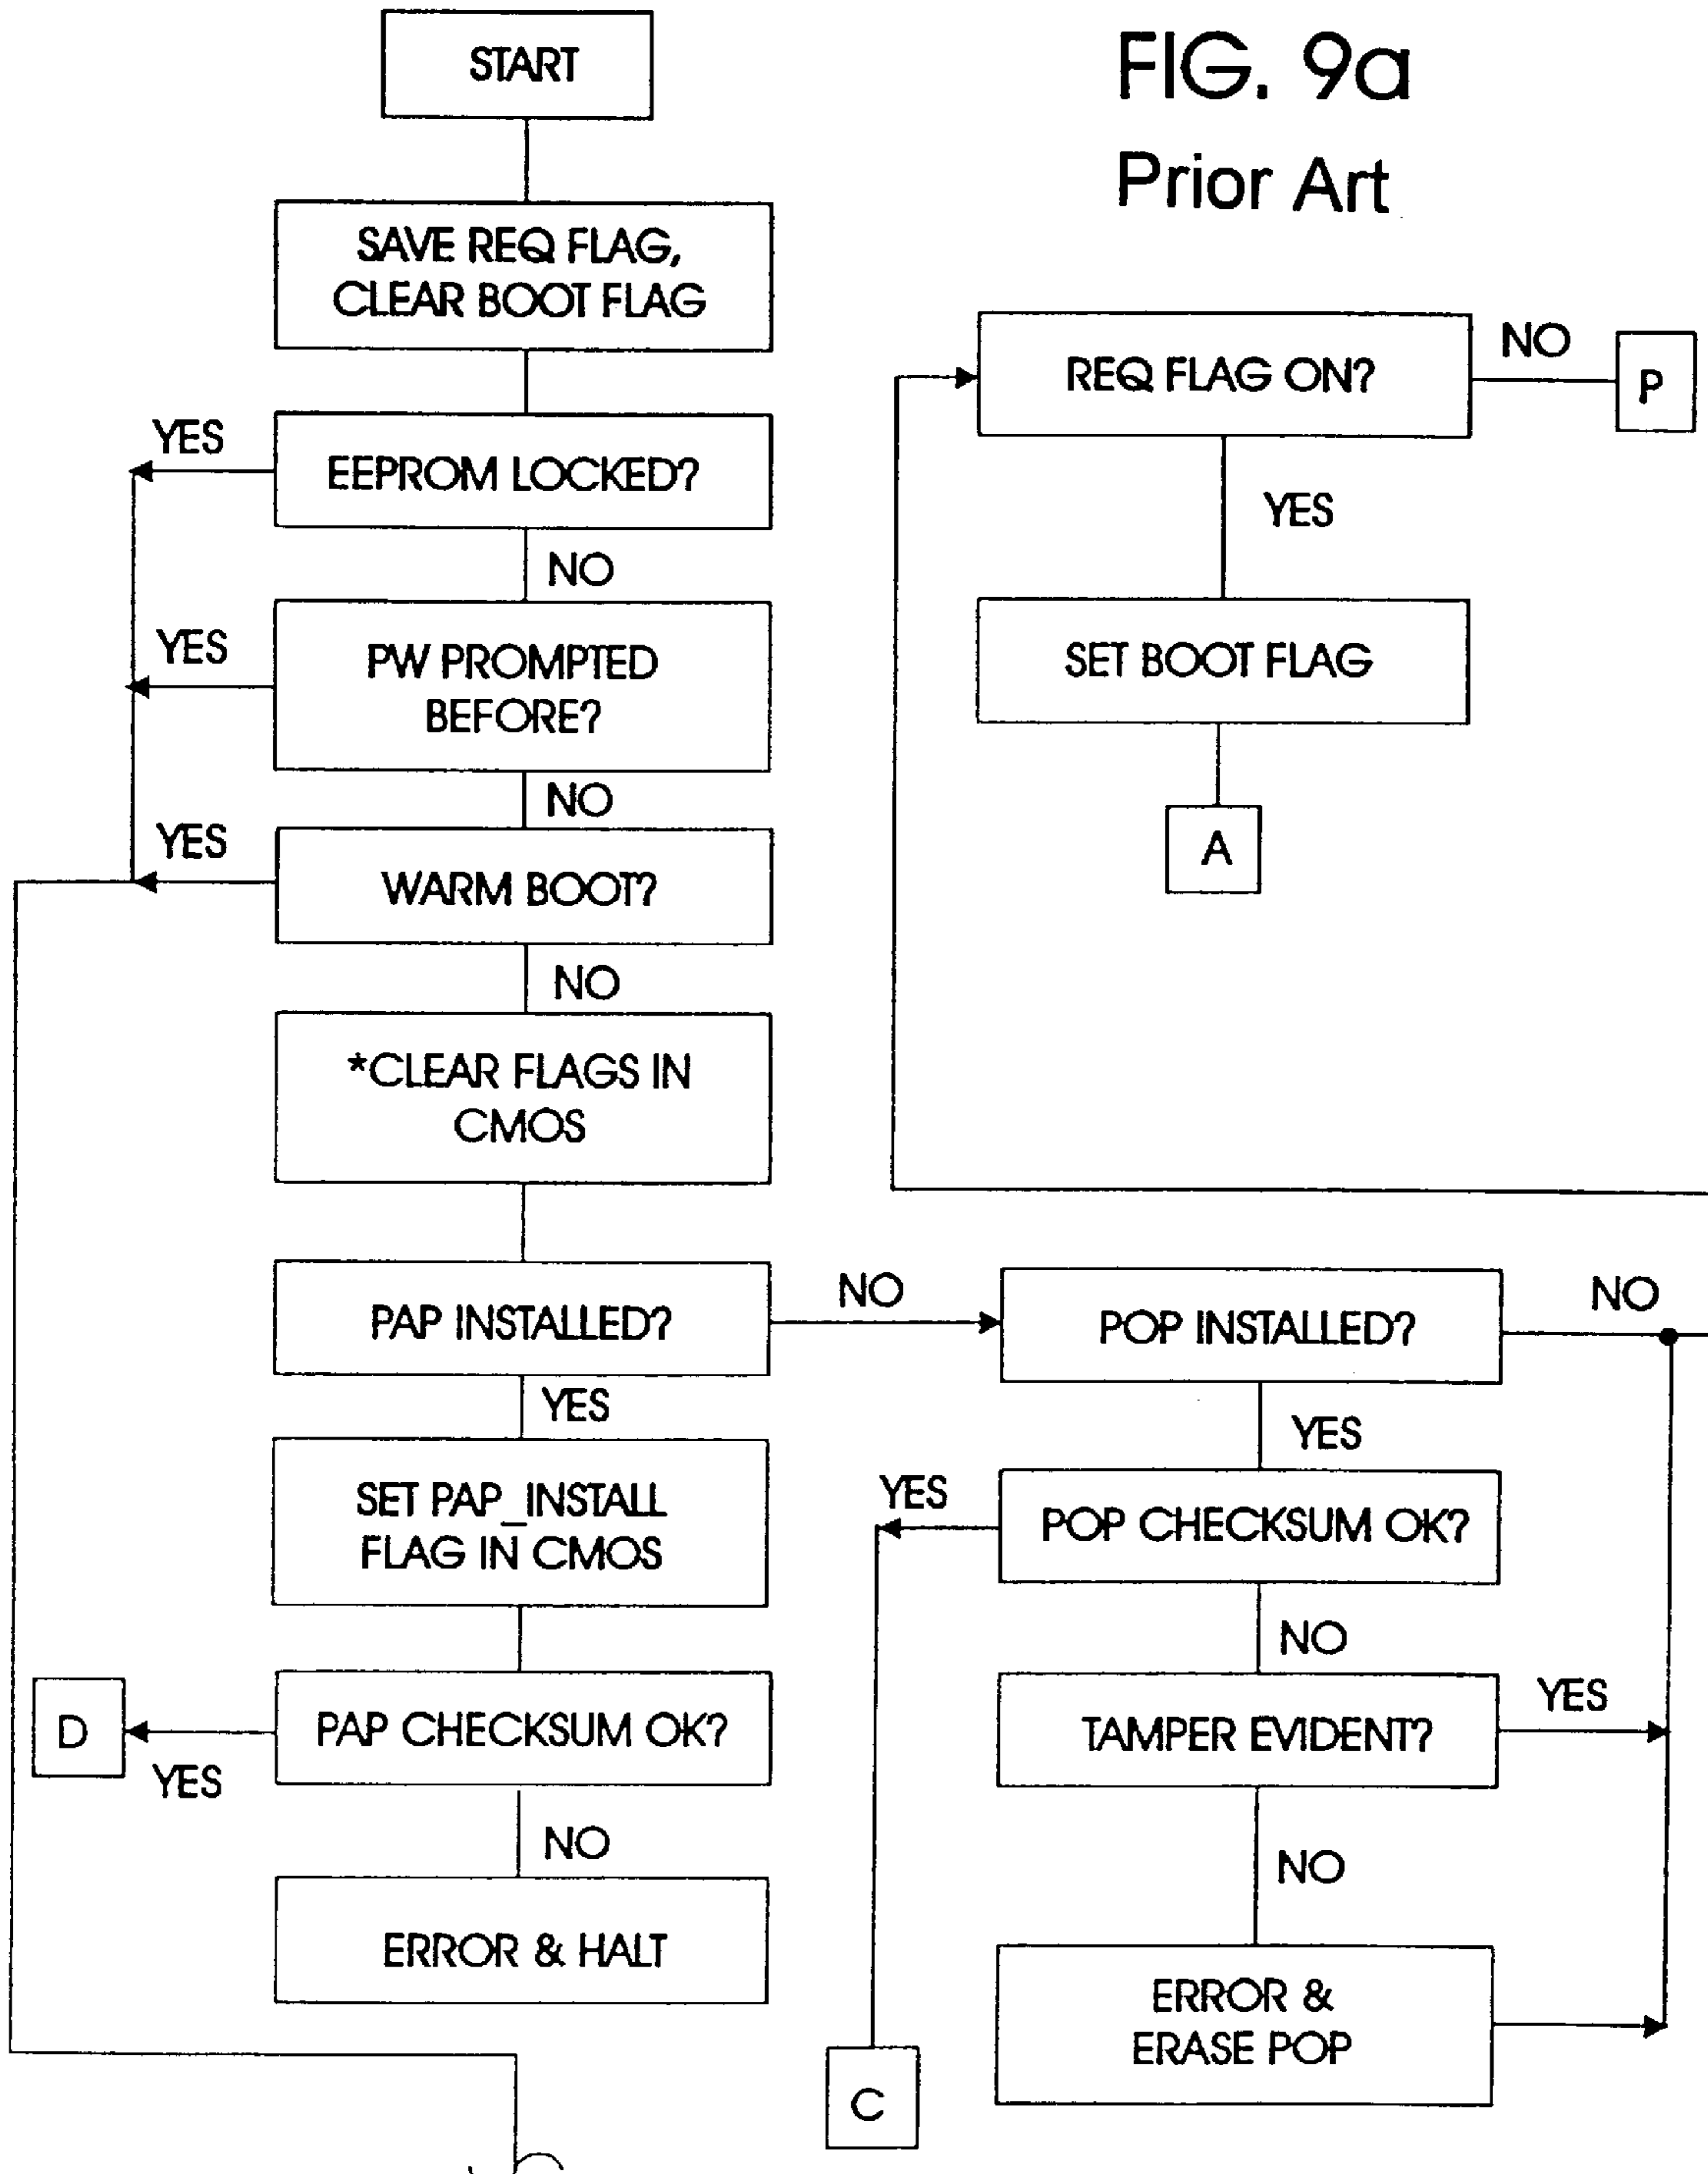 FIG. 9a
Prior Art
START
SAVE REQ FLAG,
CLEAR BOOT FLAG
YES
EEPROM LOCKED?
NO
YES
PW PROMPTED
BEFORE?
NO
YES
WARM BOOT?
NO
*CLEAR FLAGS IN
CMOS
PAP INSTALLED?
NO
YES
SET PAP_INSTALL
FLAG IN CMOS
D
YES
PAP CHECKSUM OK?
NO
ERROR & HALT
REQ FLAG ON?
NO
P
YES
SET BOOT FLAG
A
POP INSTALLED?
NO
YES
YES
POP CHECKSUM OK?
NO
TAMPER EVIDENT?
YES
NO
ERROR &
ERASE POP
C